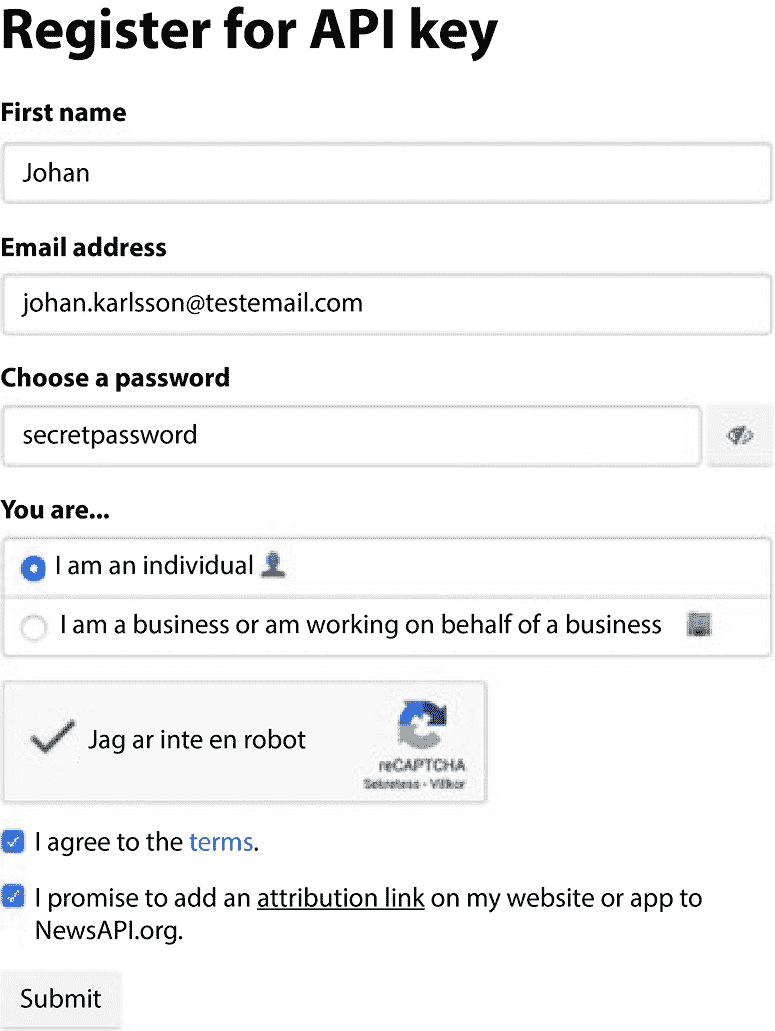 Register for API key
First name
Johan
Email address
johan.karlsson@testemail.com
Choose a password
secretpassword
You are...
I am an individual
I am a business or am working on behalf of a business
Jag ar inte en robot
reCAPTCHA
Sekretess - Villkor
I agree to the terms.
I promise to add an attribution link on my website or app to
NewsAPI.org.
Submit